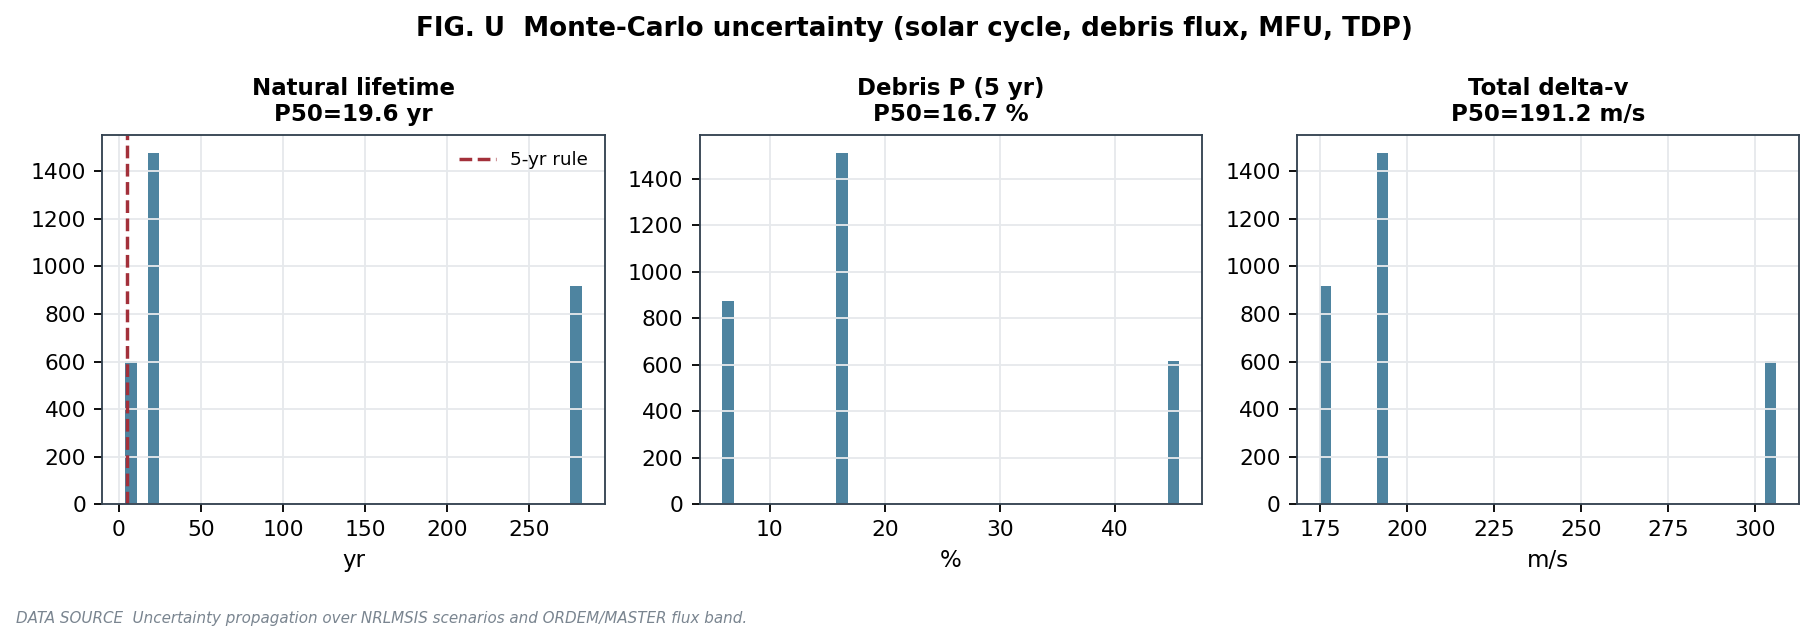 FIG. U  Monte-Carlo uncertainty (solar cycle, debris flux, MFU, TDP)
Natural lifetime
P50=19.6 yr
5-yr rule
1400
1200
1000
800
600
400
200
0
0 50 100 150 200 250
yr
Debris P (5 yr)
P50=16.7 %
1400
1200
1000
800
600
400
200
0
10 20 30 40
%
Total delta-v
P50=191.2 m/s
1400
1200
1000
800
600
400
200
0
175 200 225 250 275 300
m/s
DATA SOURCE  Uncertainty propagation over NRLMSIS scenarios and ORDEM/MASTER flux band.